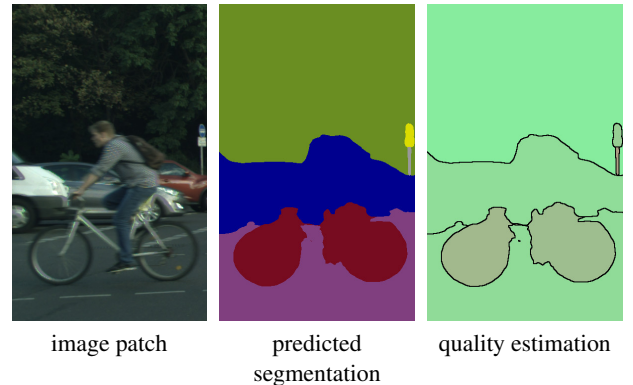 image patch
predicted
segmentation
quality estimation